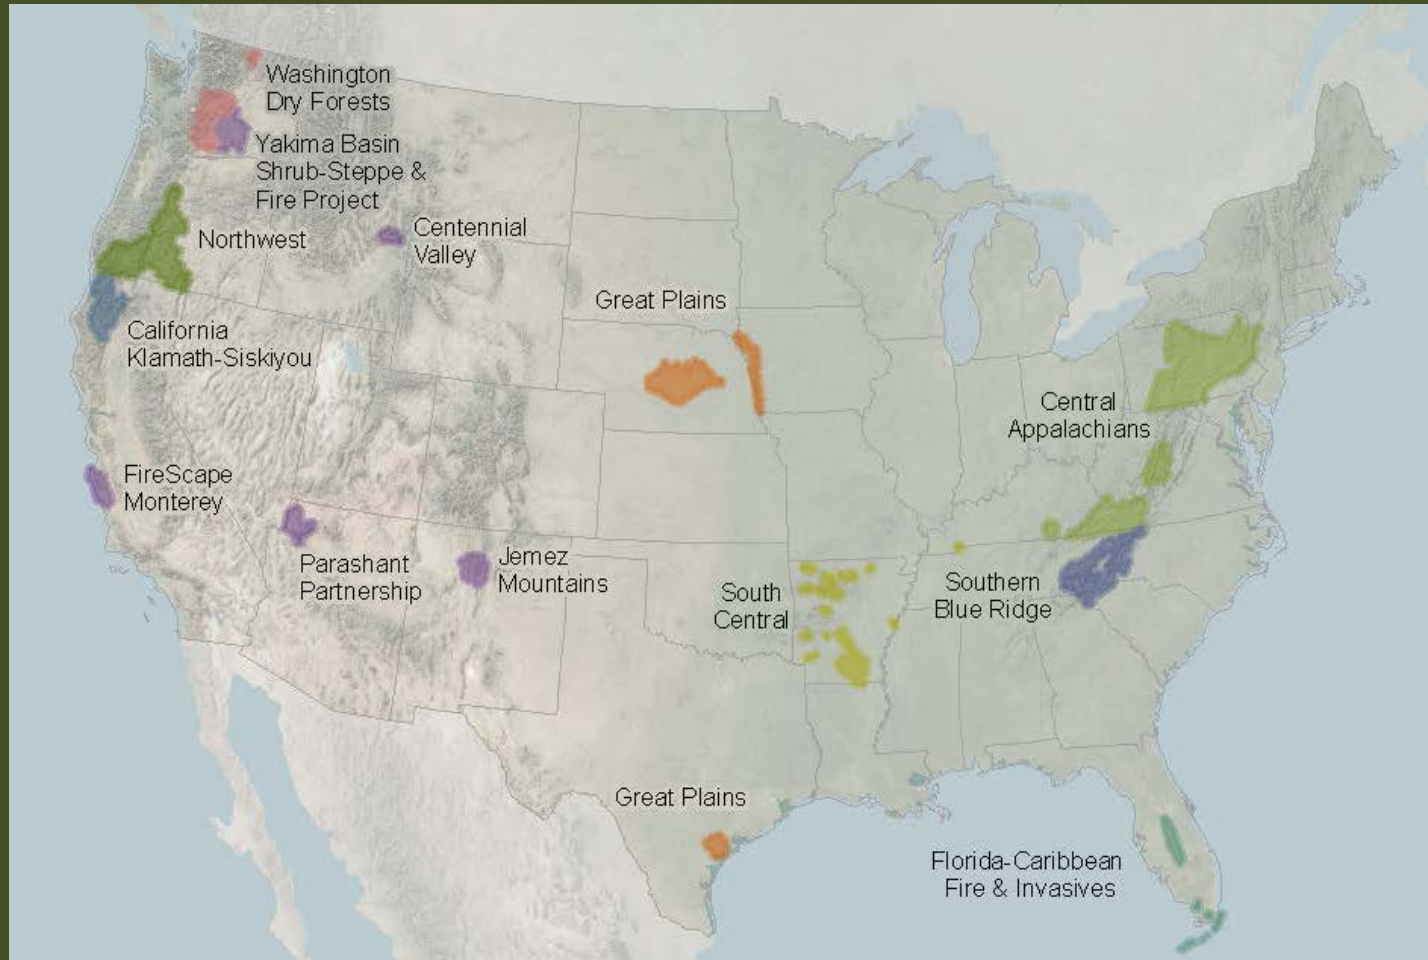 Washington
Dry Forests
Yakima Basin
Shrub-Steppe &
Fire Project
Northwest
Centennial
Valley
Great Plains
California
Klamath-Siskiyou
Central
Appalachians
FireScape
Monterey
Parashant
Partnership
Jemez
Mountains
South
Central
Southern
Blue Ridge
Great Plains
Florida-Caribbean
Fire & Invasives